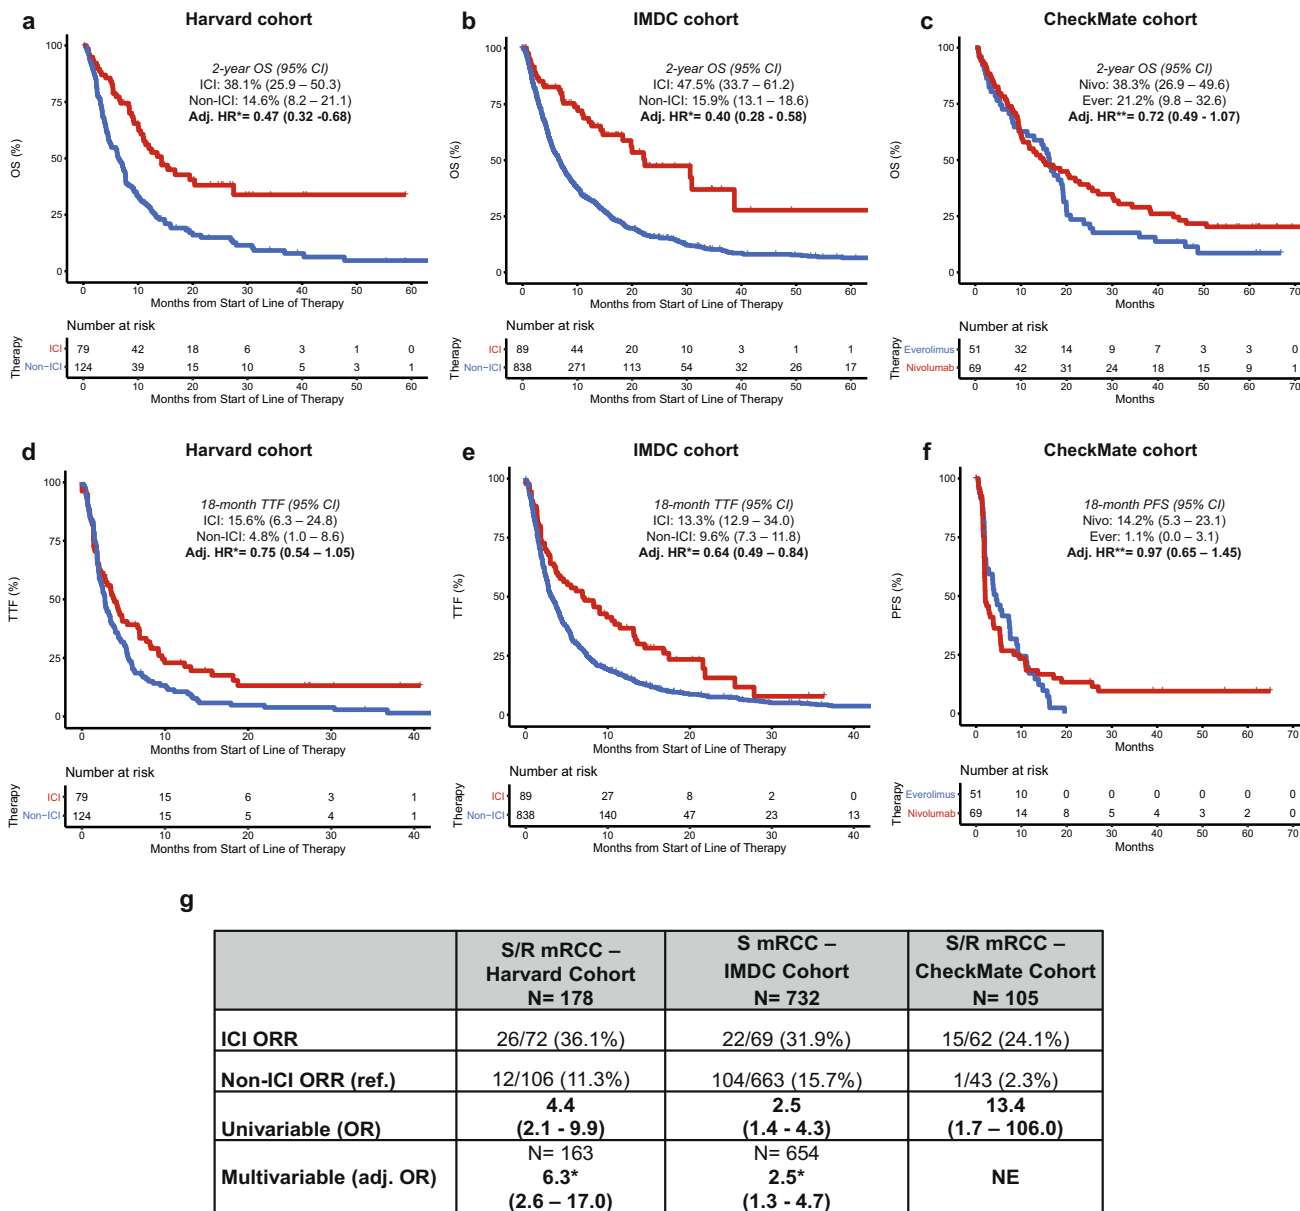 a
Harvard cohort
100
75
50
25
0
OS (%)
2-year OS (95% CI)
ICI: 38.1% (25.9 – 50.3)
Non-ICI: 14.6% (8.2 – 21.1)
Adj. HR*= 0.47 (0.32 -0.68)
0 10 20 30 40 50 60
Months from Start of Line of Therapy
Number at risk
Therapy
ICI 79 42 18 6 3 1 0
Non−ICI 124 39 15 10 5 3 1
0 10 20 30 40 50 60
Months from Start of Line of Therapy
b
IMDC cohort
100
75
50
25
0
OS (%)
2-year OS (95% CI)
ICI: 47.5% (33.7 – 61.2)
Non-ICI: 15.9% (13.1 – 18.6)
Adj. HR*= 0.40 (0.28 - 0.58)
0 10 20 30 40 50 60
Months from Start of Line of Therapy
Number at risk
Therapy
ICI 89 44 20 10 3 1 1
Non−ICI 838 271 113 54 32 26 17
0 10 20 30 40 50 60
Months from Start of Line of Therapy
c
CheckMate cohort
100
75
50
25
0
OS (%)
2-year OS (95% CI)
Nivo: 38.3% (26.9 – 49.6)
Ever: 21.2% (9.8 – 32.6)
Adj. HR**= 0.72 (0.49 - 1.07)
0 10 20 30 40 50 60 70
Months
Number at risk
Therapy
Everolimus 51 32 14 9 7 3 3 0
Nivolumab 69 42 31 24 18 15 9 1
0 10 20 30 40 50 60 70
Months
d
Harvard cohort
100
75
50
25
0
TTF (%)
18-month TTF (95% CI)
ICI: 15.6% (6.3 – 24.8)
Non-ICI: 4.8% (1.0 – 8.6)
Adj. HR*= 0.75 (0.54 – 1.05)
0 10 20 30 40
Months from Start of Line of Therapy
Number at risk
Therapy
ICI 79 15 6 3 1
Non−ICI 124 15 5 4 1
0 10 20 30 40
Months from Start of Line of Therapy
e
IMDC cohort
100
75
50
25
0
TTF (%)
18-month TTF (95% CI)
ICI: 13.3% (12.9 – 34.0)
Non-ICI: 9.6% (7.3 – 11.8)
Adj. HR*= 0.64 (0.49 – 0.84)
0 10 20 30 40
Months from Start of Line of Therapy
Number at risk
Therapy
ICI 89 27 8 2 0
Non−ICI 838 140 47 23 13
0 10 20 30 40
Months from Start of Line of Therapy
f
CheckMate cohort
100
75
50
25
0
PFS (%)
18-month PFS (95% CI)
Nivo: 14.2% (5.3 – 23.1)
Ever: 1.1% (0.0 – 3.1)
Adj. HR**= 0.97 (0.65 – 1.45)
0 10 20 30 40 50 60 70
Months
Number at risk
Therapy
Everolimus 51 10 0 0 0 0 0 0
Nivolumab 69 14 8 5 4 3 2 0
0 10 20 30 40 50 60 70
Months
g
S/R mRCC – S mRCC – S/R mRCC –
Harvard Cohort IMDC Cohort CheckMate Cohort
N= 178 N= 732 N= 105
ICI ORR 26/72 (36.1%) 22/69 (31.9%) 15/62 (24.1%)
Non-ICI ORR (ref.) 12/106 (11.3%) 104/663 (15.7%) 1/43 (2.3%)
4.4 2.5 13.4
Univariable (OR) (2.1 - 9.9) (1.4 - 4.3) (1.7 – 106.0)
N= 163 N= 654
Multivariable (adj. OR) 6.3* 2.5* NE
(2.6 – 17.0) (1.3 - 4.7)